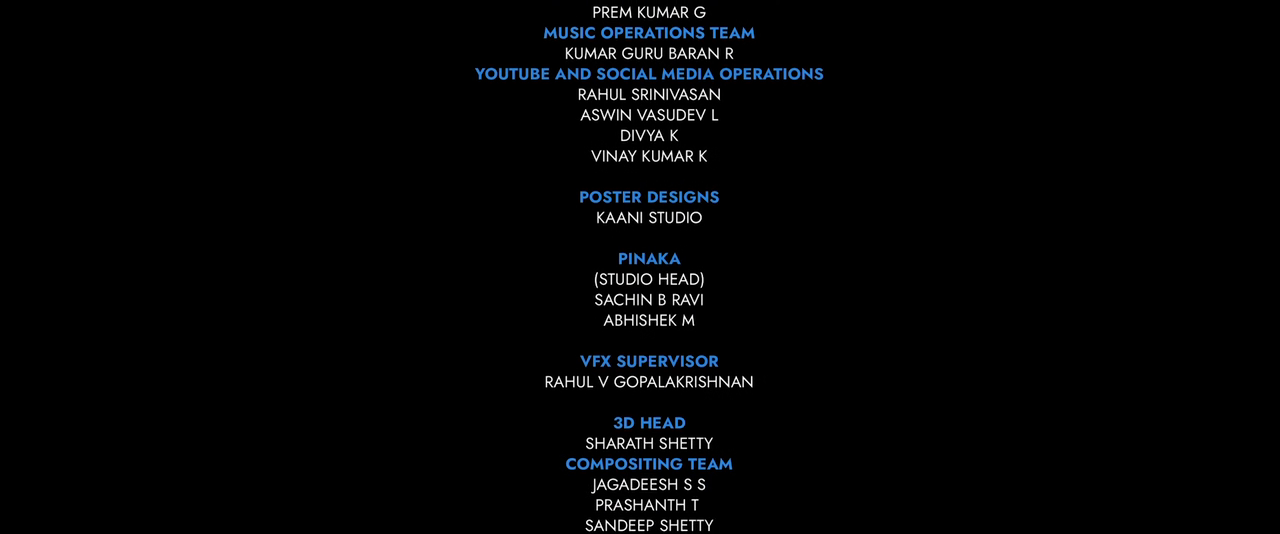 PREM KUMAR G
MUSIC OPERATIONS TEAM
KUMAR GURU BARAN R
YOUTUBE AND SOCIAL MEDIA OPERATIONS
RAHUL SRINIVASAN
ASWIN VASUDEV L
DIVYA K
VINAY KUMAR K
POSTER DESIGNS
KAANI STUDIO
PINAKA
(STUDIO HEAD)
SACHIN B RAVI
ABHISHEK M
VFX SUPERVISOR
RAHUL V GOPALAKRISHNAN
3D HEAD
SHARATH SHETTY
COMPOSITING TEAM
JAGADEESH S S
PRASHANTH T
SANDEEP SHETTY